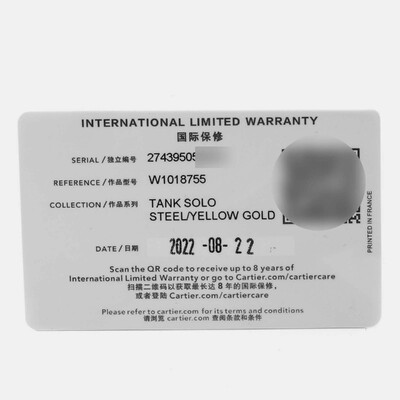 INTERNATIONAL LIMITED WARRANTY
国际保修
SERIAL / 独立编号 27439505
REFERENCE / 作品型号 W1018755
COLLECTION / 作品系列 TANK SOLO
STEEL/YELLOW GOLD
PRINTED IN FRANCE
DATE / 日期 2022 -08- 22
Scan the QR code to receive up to 8 years of
International Limited Warranty or go to Cartier.com/cartiercare
扫描二维码以获取最长达 8 年的国际保修。
或者登陆 Cartier.com/cartiercare
Please refer to cartier.com for its terms and conditions
请浏览 cartier.com 查阅条款和条件